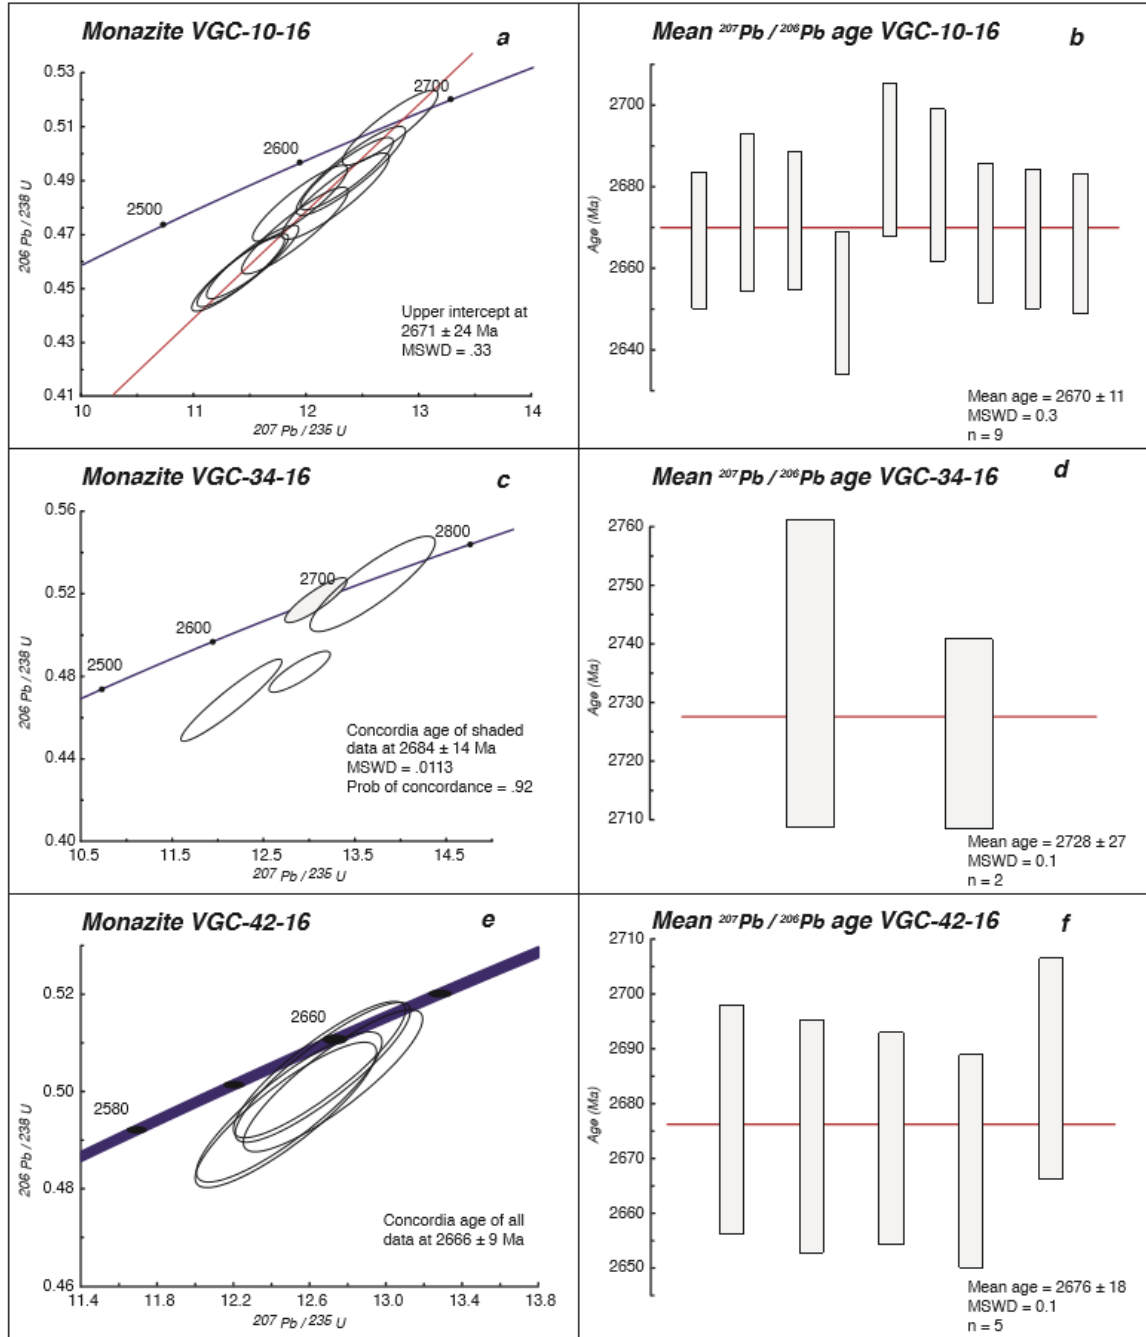 Monazite VGC-10-16
a
0.53
0.51
0.49
0.47
0.45
0.43
0.41
206 Pb / 238 U
2500
2600
2700
Upper intercept at
2671 ± 24 Ma
MSWD = .33
10
11
12
13
14
207 Pb / 235 U
Mean 207Pb / 206Pb age VGC-10-16
b
2700
2680
2660
2640
Age (Ma)
Mean age = 2670 ± 11
MSWD = 0.3
n = 9
Monazite VGC-34-16
c
0.56
0.52
0.48
0.44
0.40
206 Pb / 238 U
2500
2600
2700
2800
Concordia age of shaded
data at 2684 ± 14 Ma
MSWD = .0113
Prob of concordance = .92
10.5
11.5
12.5
13.5
14.5
207 Pb / 235 U
Mean 207Pb / 206Pb age VGC-34-16
d
2760
2750
2740
2730
2720
2710
Age (Ma)
Mean age = 2728 ± 27
MSWD = 0.1
n = 2
Monazite VGC-42-16
e
0.52
0.50
0.48
0.46
206 Pb / 238 U
2580
2660
Concordia age of all
data at 2666 ± 9 Ma
11.4
11.8
12.2
12.6
13.0
13.4
13.8
207 Pb / 235 U
Mean 207Pb / 206Pb age VGC-42-16
f
2710
2700
2690
2680
2670
2660
2650
Age (Ma)
Mean age = 2676 ± 18
MSWD = 0.1
n = 5